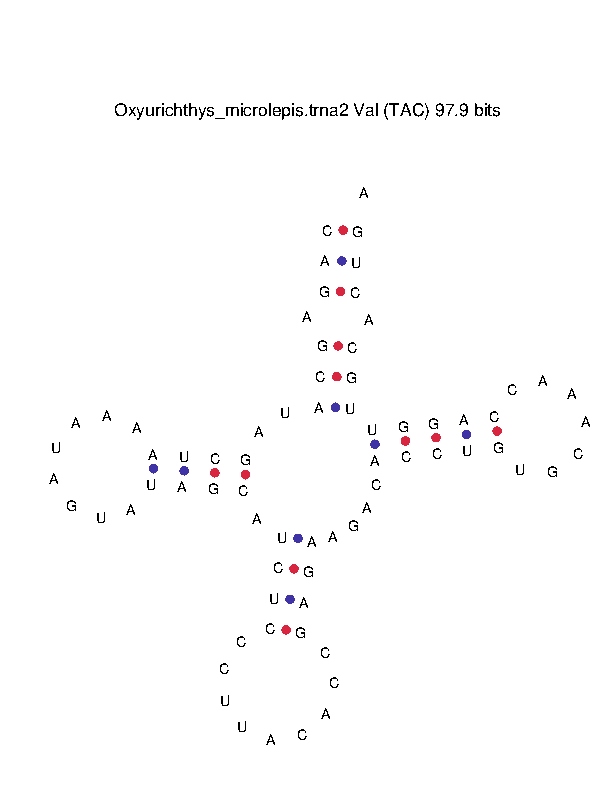 Oxyurichthys_microlepis.trna2 Val (TAC) 97.9 bits
A
C G
A U
G C
A A
G C
C G
A U
U A
G C U A
A A A U G A U G U A
U A G C
A
U A
C G
U A
C G
C C
C C
U A
U C
A
A G A C
U G G A C
A C C U G
C A A A C G U